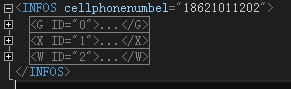 <INFOS cellphonenumbel="18621011202">
<G ID="0">...</G>
<X ID="1">...</X>
<W ID="2">...</W>
</INFOS>